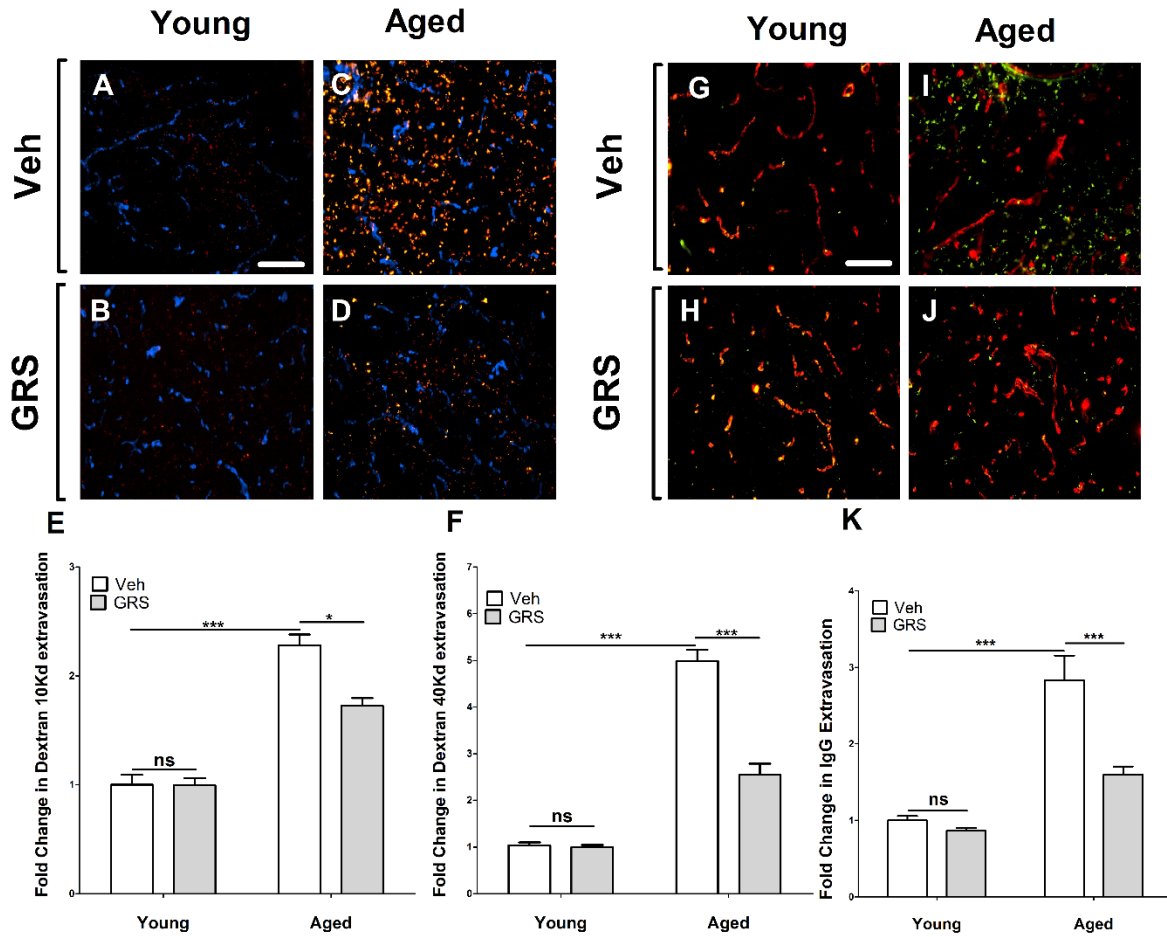 Young Aged Young Aged
Veh
A
C
Veh
G
I
GRS
B
D
GRS
H
J
E
F
K
Fold Change in Dextran 10Kd extravasation
3
2
1
0
Veh
GRS
***
*
ns
Young Aged
Fold Change in Dextran 40Kd extravasation
7
6
5
4
3
2
1
0
Veh
GRS
***
***
ns
Young Aged
Fold Change in IgG Extravasation
4
3
2
1
0
Veh
GRS
***
***
ns
Young Aged